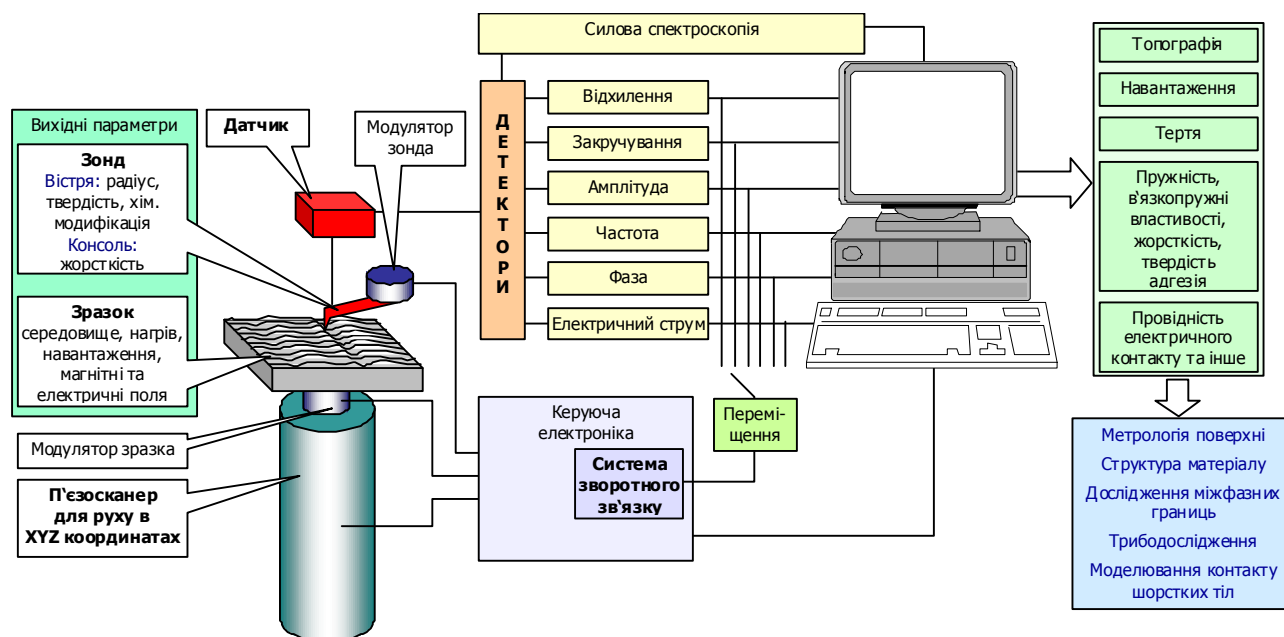 Силова спектроскопія
Вихідні параметри
Зонд
Вістря: радіус,
твердість, хім.
модифікація
Консоль:
жорсткість
Зразок
середовище, нагрів,
навантаження,
магнітні та
електричні поля
Модулятор зразка
П'єзосканер
для руху в
XYZ координатах
Датчик
Модулятор
зонда
ДЕТЕКТОРИ
Відхилення
Закручування
Амплітуда
Частота
Фаза
Електричний струм
Керуюча
електроніка
Система
зворотного
зв'язку
Перемі-
щення
Топографія
Навантаження
Тертя
Пружність,
в'язкопружні
властивості,
жорсткість,
твердість
адгезія
Провідність
електричного
контакту та інше
Метрологія поверхні
Структура матеріалу
Дослідження міжфазних
границь
Трибодослідження
Моделювання контакту
шорстких тіл